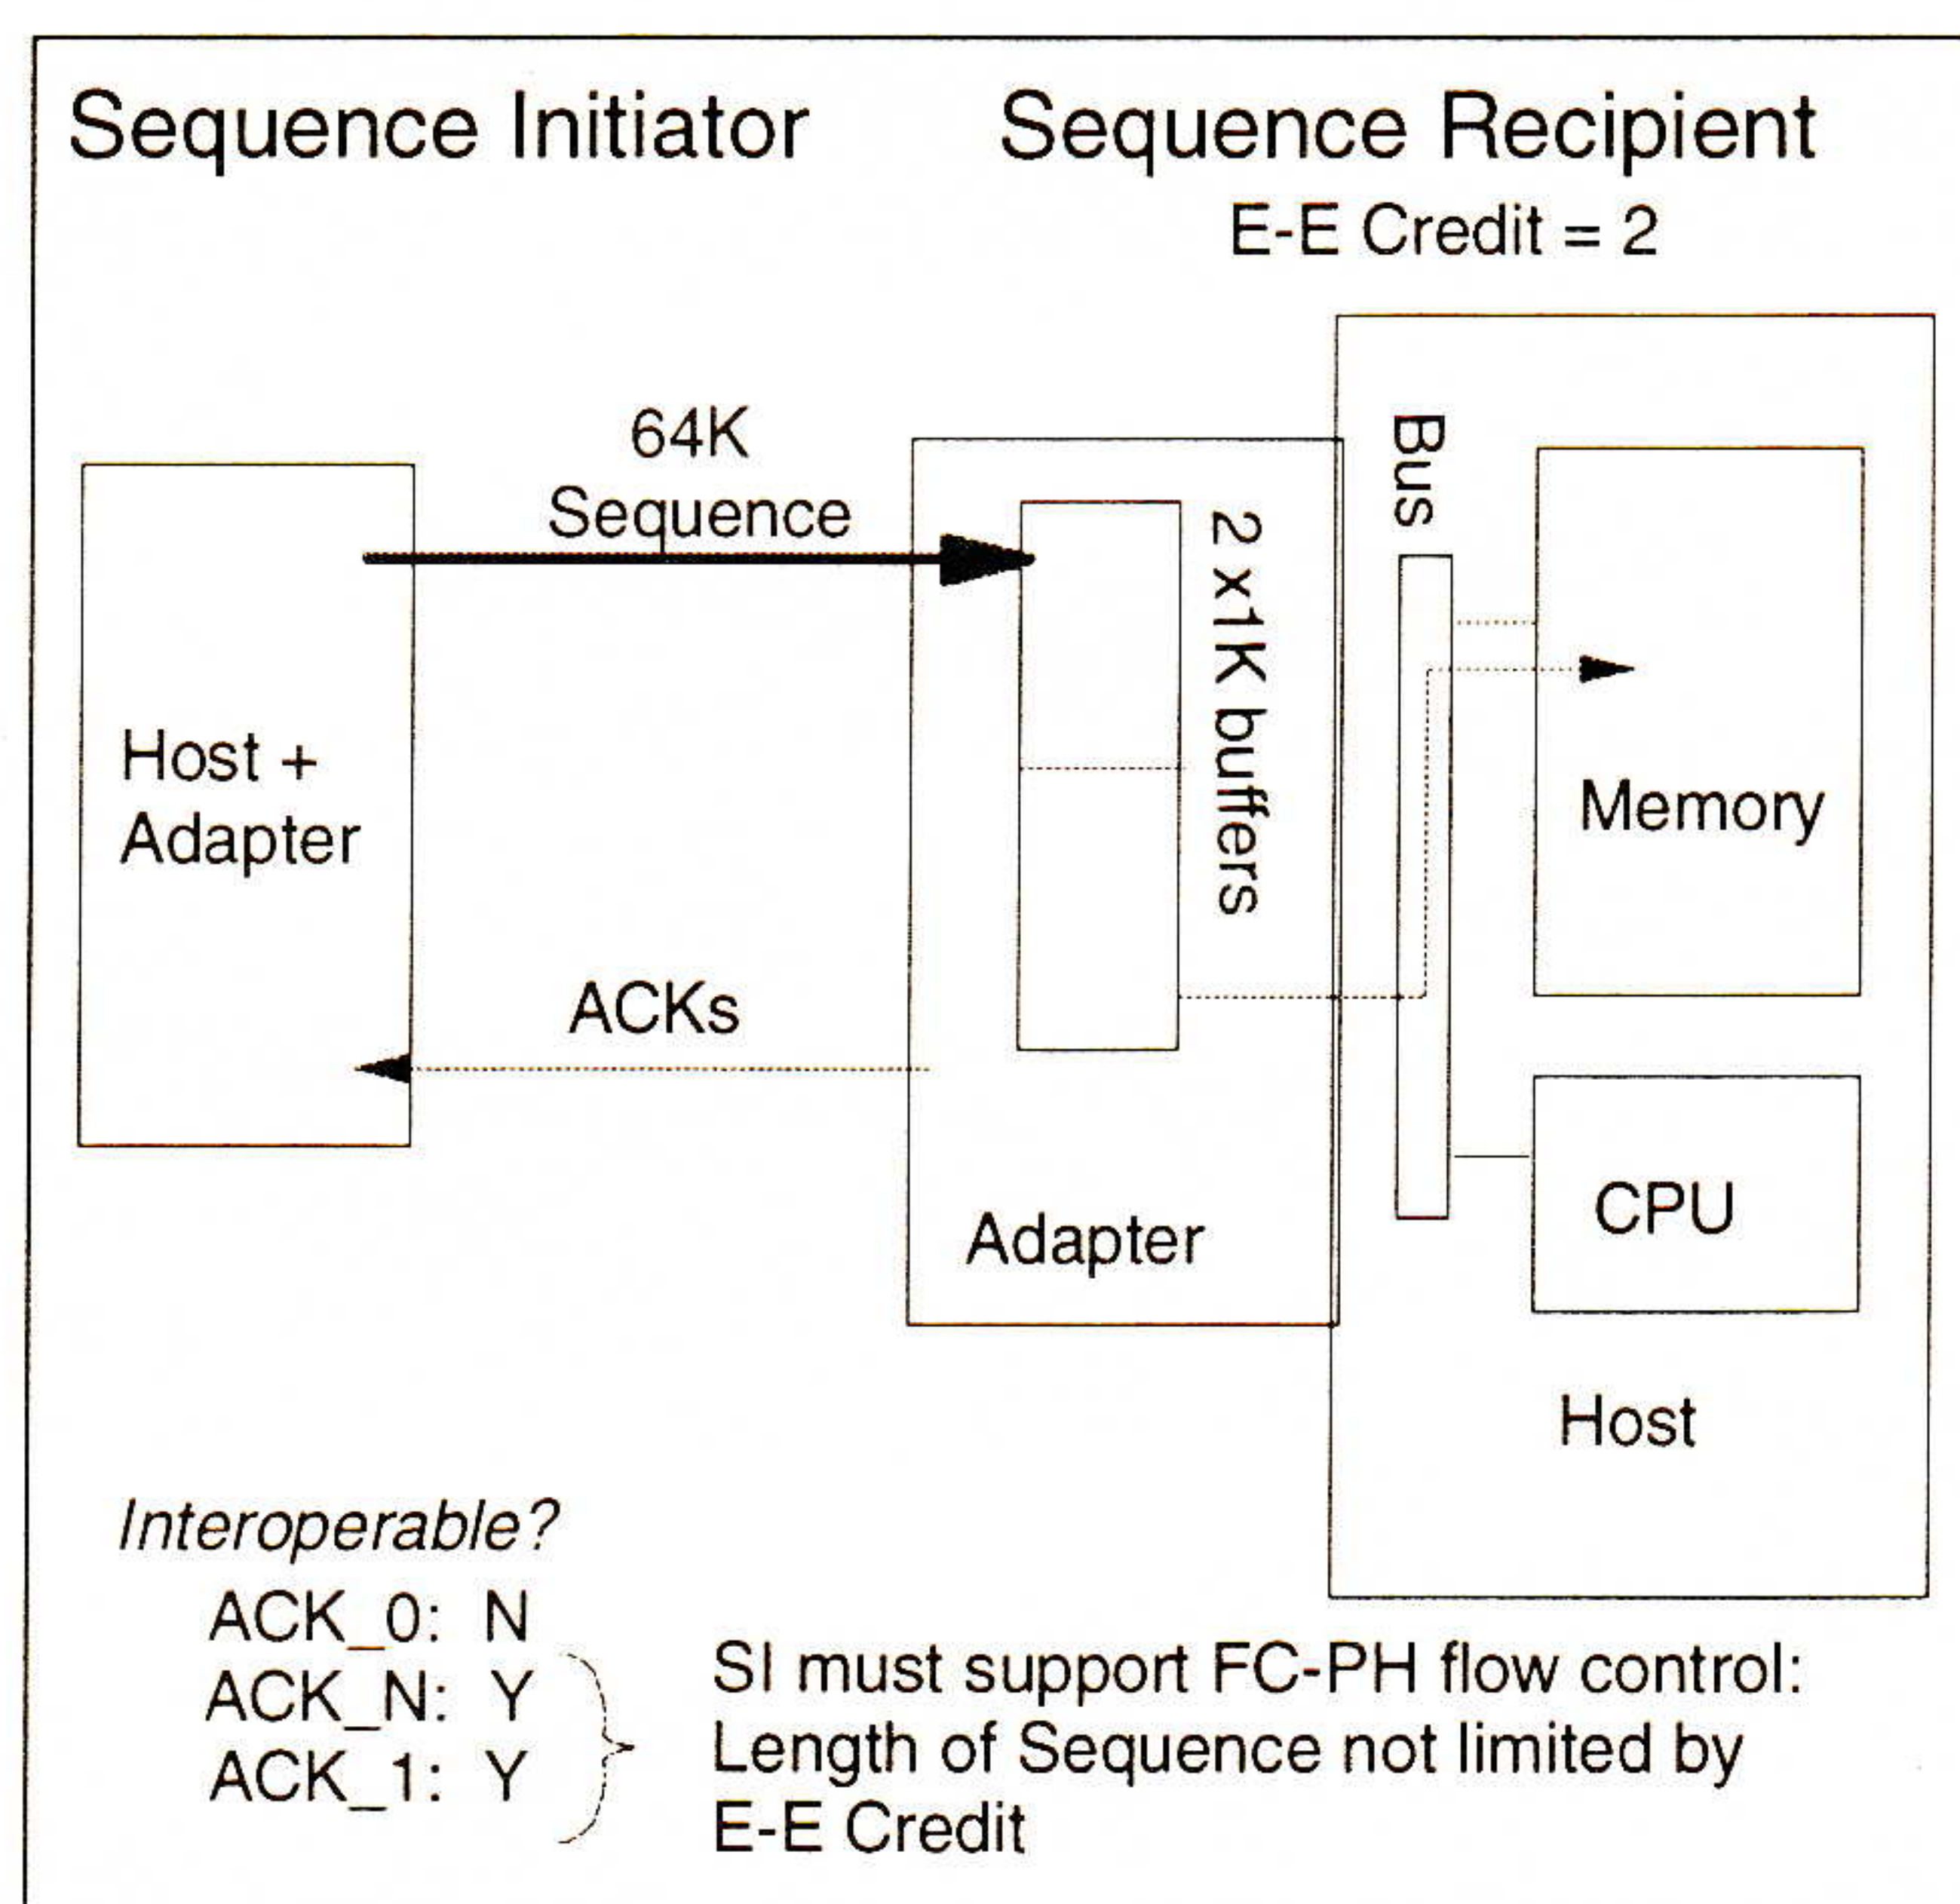 Sequence Initiator
Sequence Recipient
E-E Credit = 2
64K
Sequence
Bus
2 x1K buffers
Host +
Adapter
Memory
ACKs
CPU
Adapter
Host
Interoperable?
ACK_0: N
ACK_N: Y
ACK_1: Y
SI must support FC-PH flow control:
Length of Sequence not limited by
E-E Credit